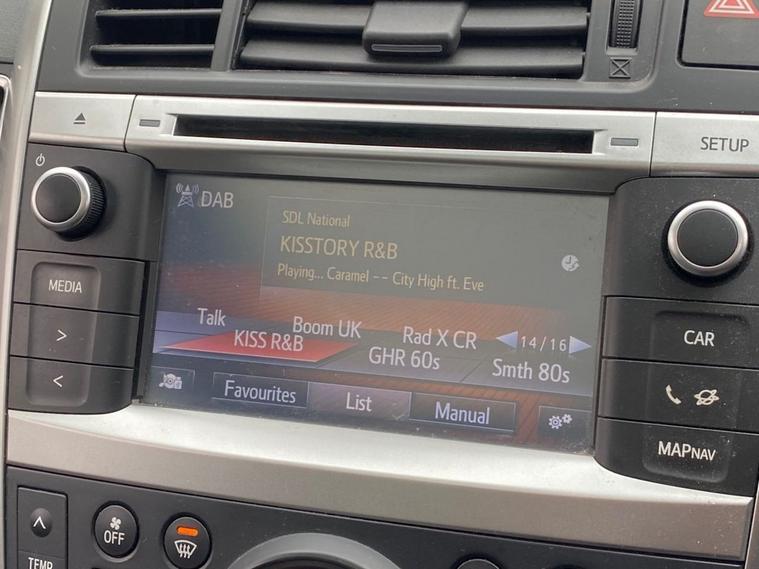 SETUP
DAB
SDL National
KISSTORY R&B
Playing... Caramel -- City High ft. Eve
MEDIA
>
<
Talk
Boom UK
Rad X CR
14/16
KISS R&B
GHR 60s
Smth 80s
Favourites
List
Manual
CAR
MAPNAV
OFF
TEMP